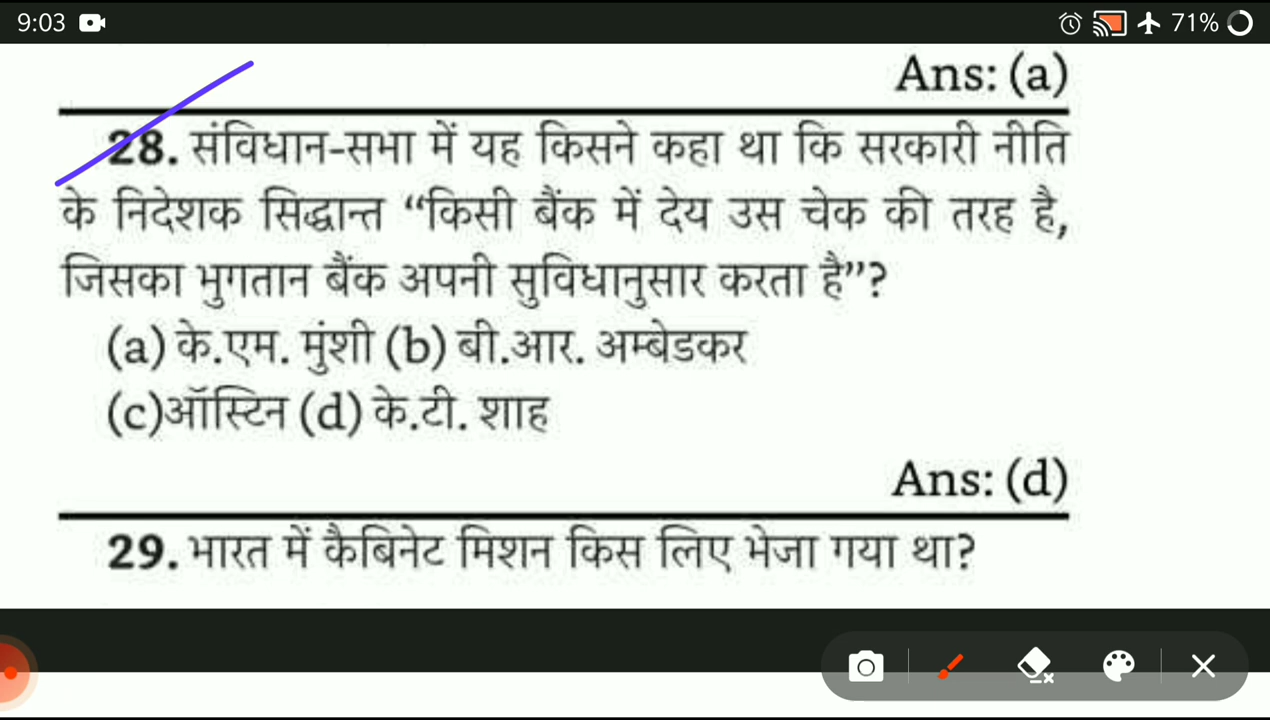 9:03
71%
Ans: (a)
28. संविधान-सभा में यह किसने कहा था कि सरकारी नीति
के निदेशक सिद्धान्त “किसी बैंक में देय उस चेक की तरह है,
जिसका भुगतान बैंक अपनी सुविधानुसार करता है”?
(a) के.एम. मुंशी (b) बी.आर. अम्बेडकर
(c)ऑस्टिन (d) के.टी. शाह
Ans: (d)
29. भारत में कैबिनेट मिशन किस लिए भेजा गया था?